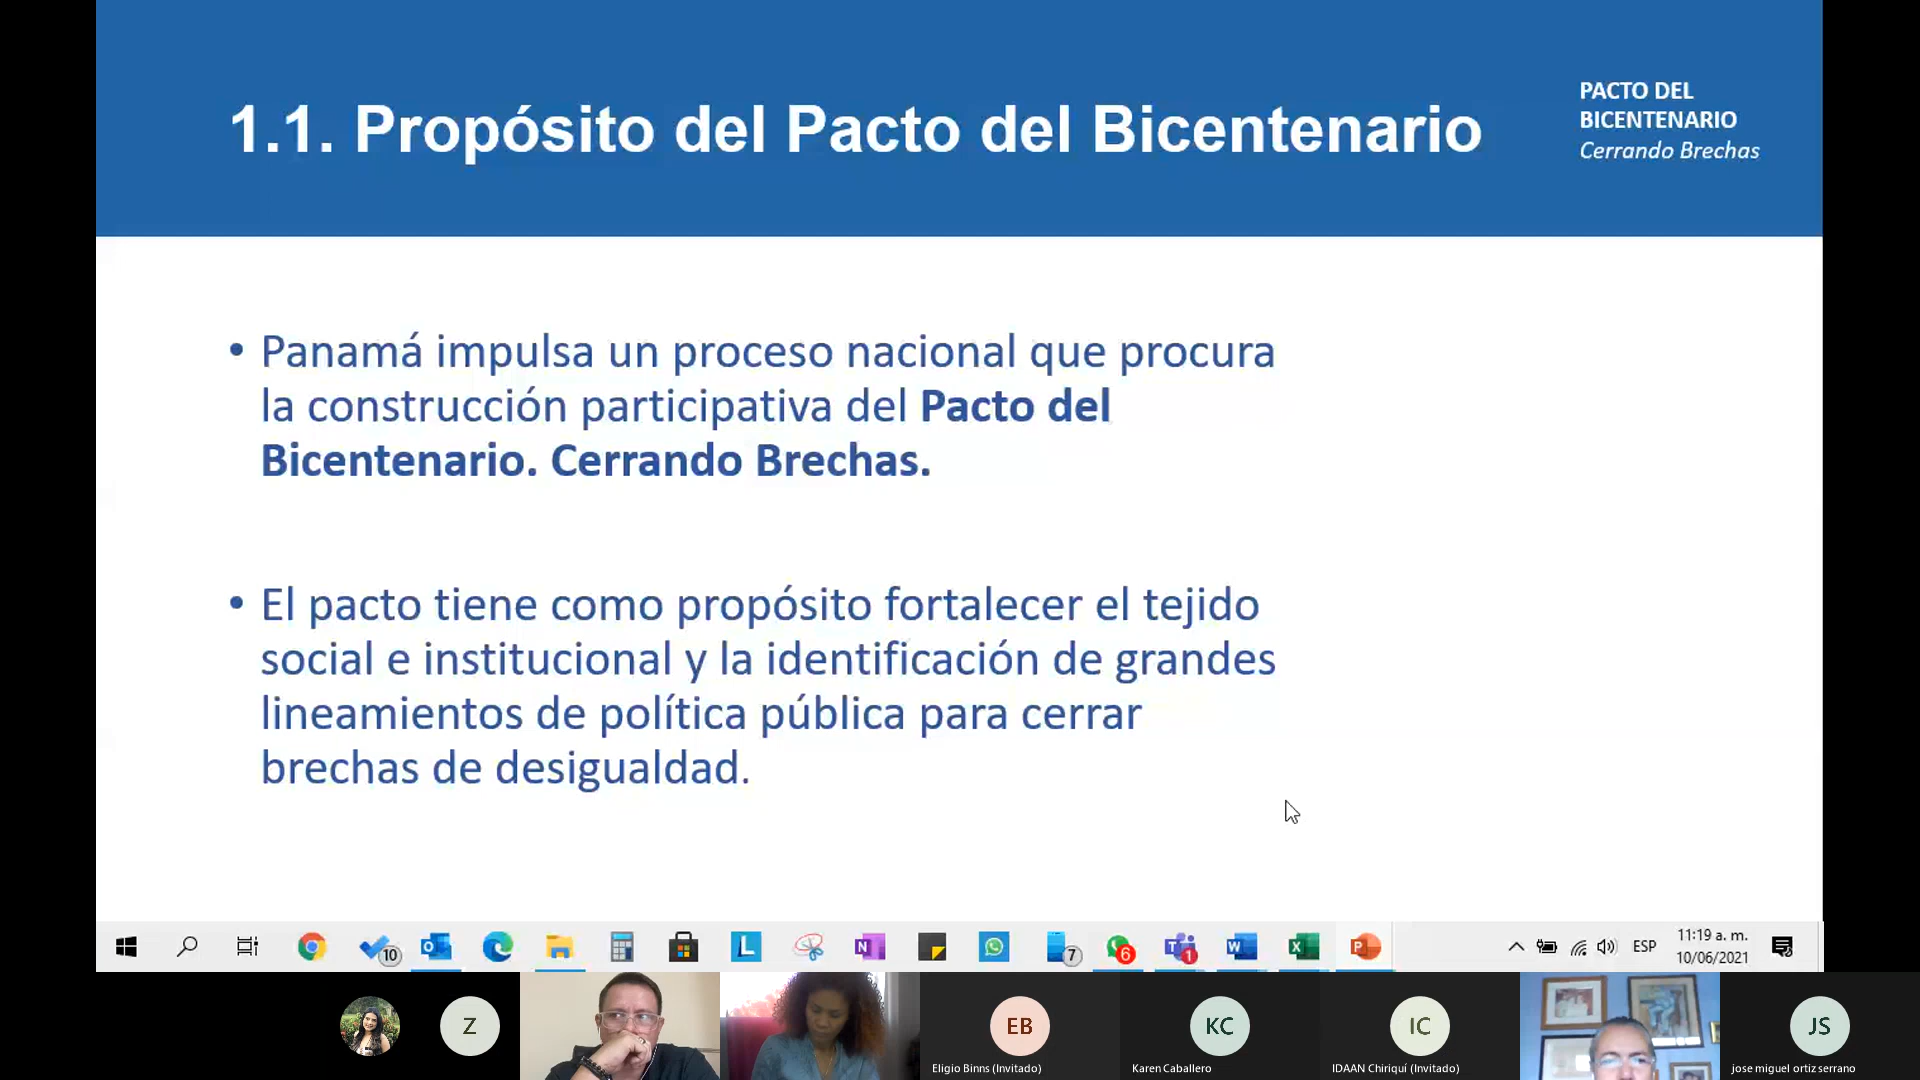 1.1. Propósito del Pacto del Bicentenario
PACTO DEL
BICENTENARIO
Cerrando Brechas
• Panamá impulsa un proceso nacional que procura
la construcción participativa del Pacto del
Bicentenario. Cerrando Brechas.
• El pacto tiene como propósito fortalecer el tejido
social e institucional y la identificación de grandes
lineamientos de política pública para cerrar
brechas de desigualdad.
10
O
L
N
7
6
T
1
W
X
P
ESP
11:19 a. m.
10/06/2021
Z
EB
KC
IC
JS
Eligio Binns (Invitado)
Karen Caballero
IDAAN Chiriquí (Invitado)
jose miguel ortiz serrano